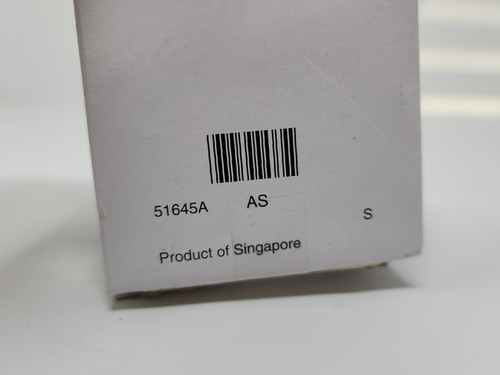 51645A AS
S
Product of Singapore